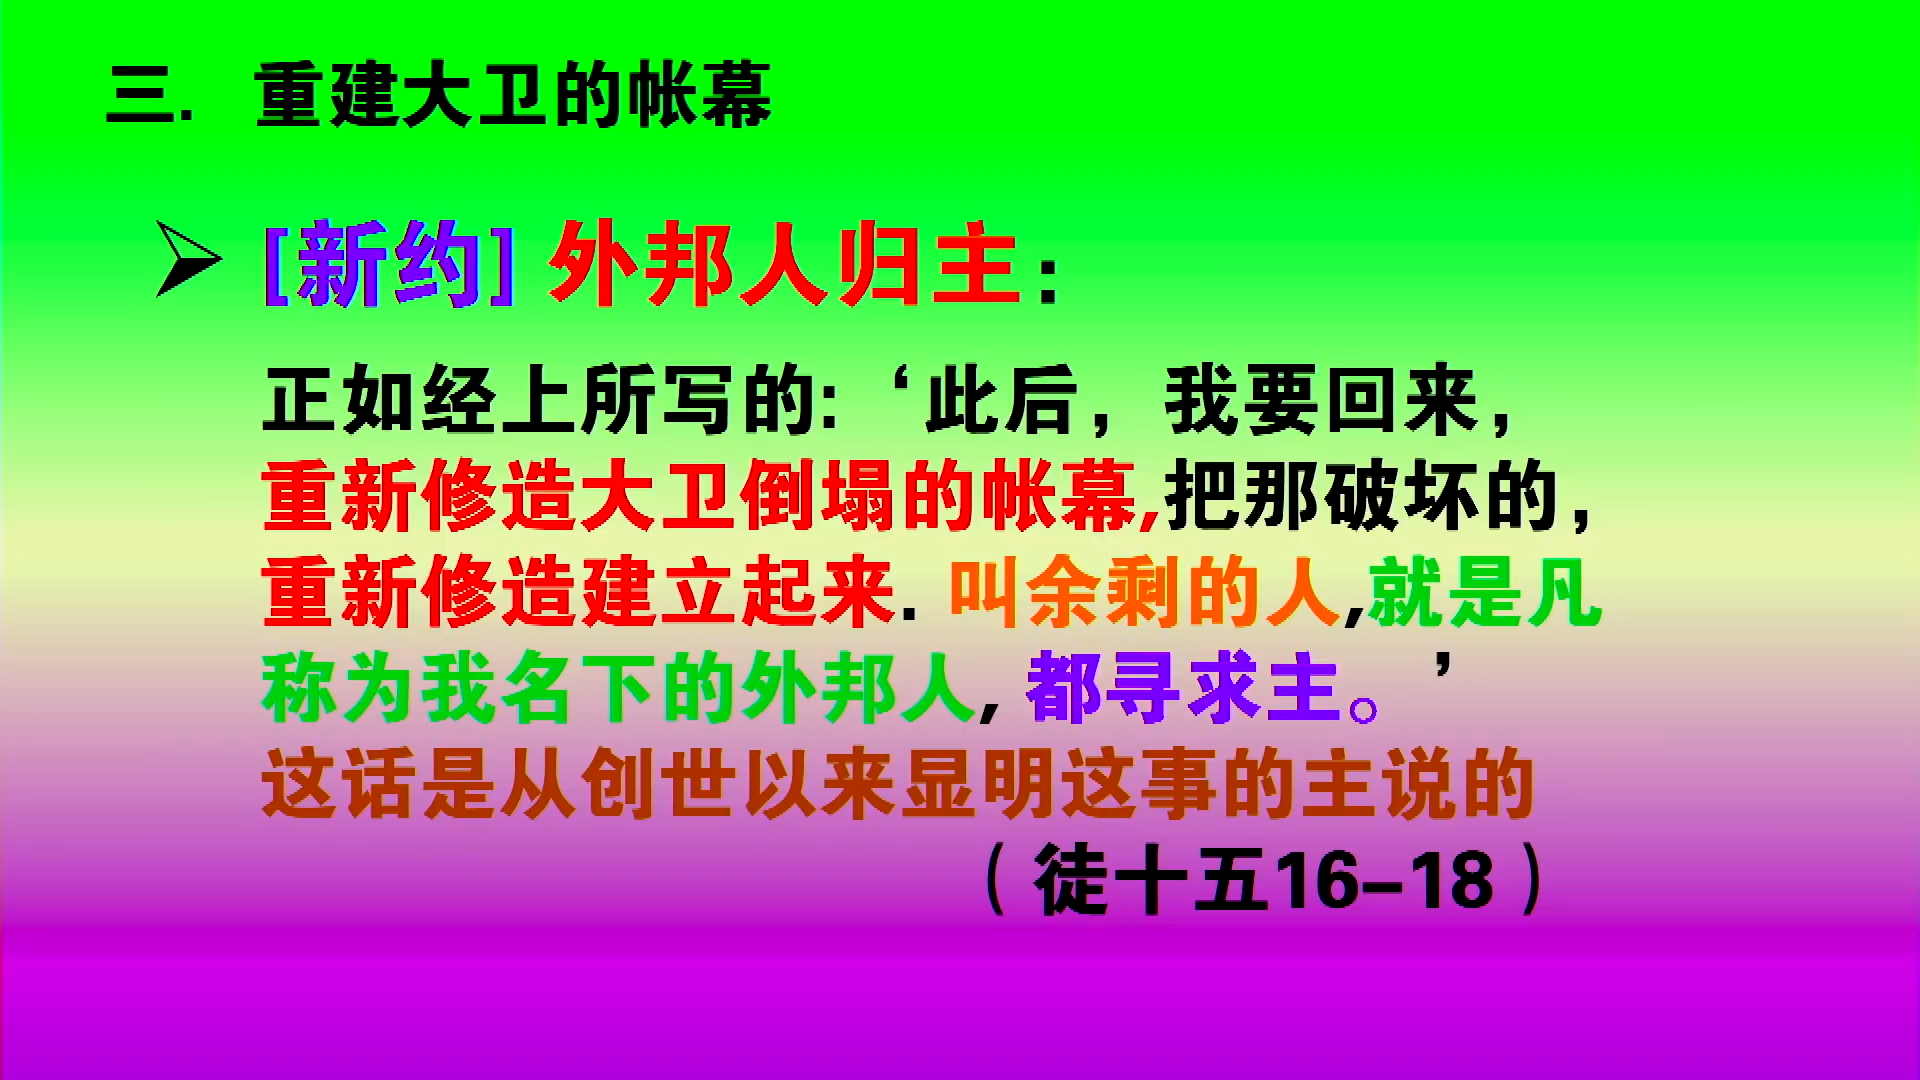 三. 重建大卫的帐幕
[新约] 外邦人归主：
正如经上所写的:‘此后，我要回来，
重新修造大卫倒塌的帐幕,把那破坏的，
重新修造建立起来. 叫余剩的人,就是凡
称为我名下的外邦人, 都寻求主。’
这话是从创世以来显明这事的主说的
（徒十五16-18）